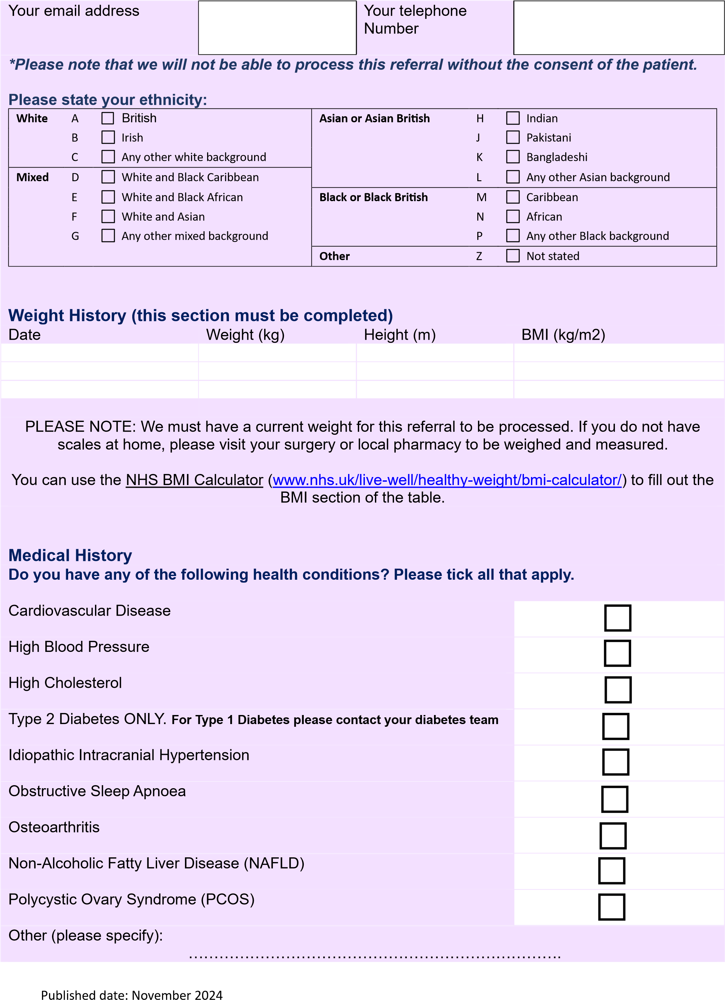 Your email address
Your telephone
Number
*Please note that we will not be able to process this referral without the consent of the patient.
Please state your ethnicity:
White A British
B Irish
C Any other white background
Mixed D White and Black Caribbean
E White and Black African
F White and Asian
G Any other mixed background
Asian or Asian British H Indian
J Pakistani
K Bangladeshi
L Any other Asian background
Black or Black British M Caribbean
N African
P Any other Black background
Other Z Not stated
Weight History (this section must be completed)
Date Weight (kg) Height (m) BMI (kg/m2)
PLEASE NOTE: We must have a current weight for this referral to be processed. If you do not have
scales at home, please visit your surgery or local pharmacy to be weighed and measured.
You can use the NHS BMI Calculator (www.nhs.uk/live-well/healthy-weight/bmi-calculator/) to fill out the
BMI section of the table.
Medical History
Do you have any of the following health conditions? Please tick all that apply.
Cardiovascular Disease
High Blood Pressure
High Cholesterol
Type 2 Diabetes ONLY. For Type 1 Diabetes please contact your diabetes team
Idiopathic Intracranial Hypertension
Obstructive Sleep Apnoea
Osteoarthritis
Non-Alcoholic Fatty Liver Disease (NAFLD)
Polycystic Ovary Syndrome (PCOS)
Other (please specify):
……………………………………………………………….
Published date: November 2024